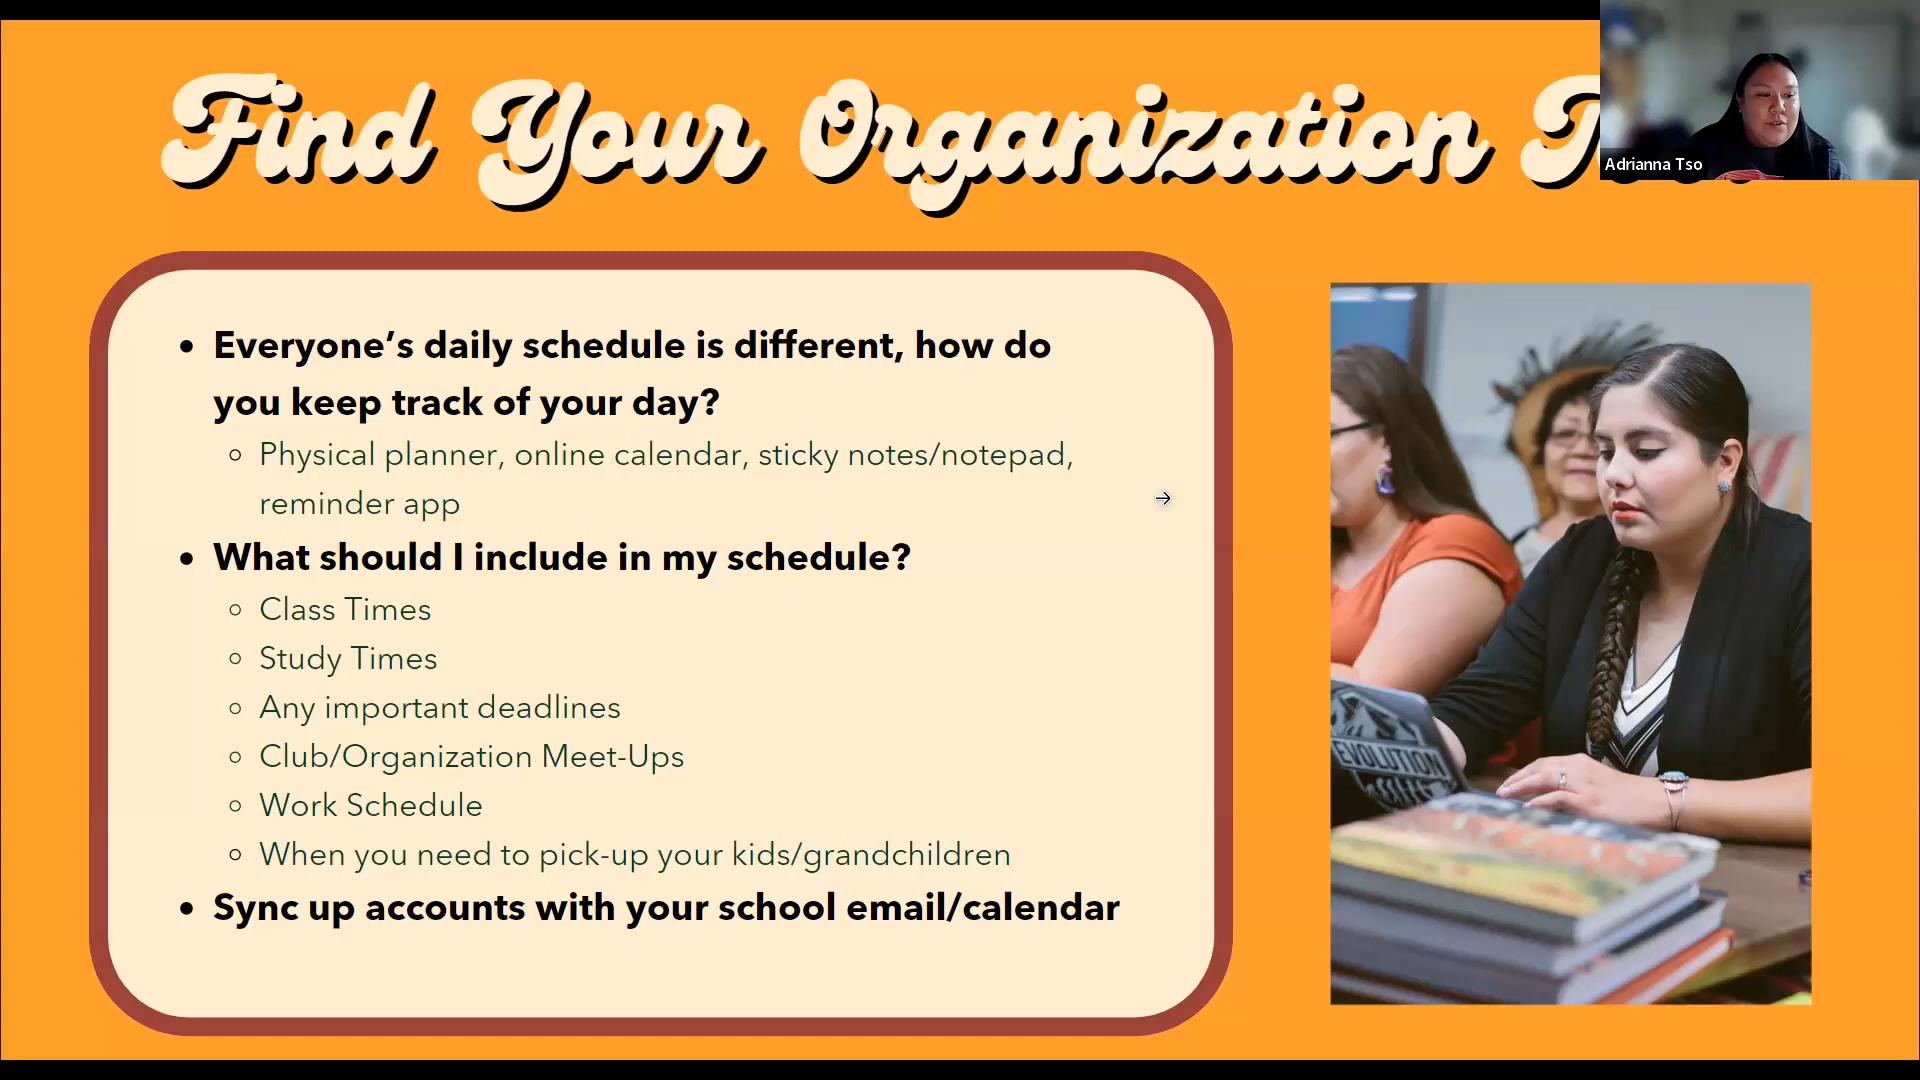 Find Your Organization
Adrianna Tso
• Everyone’s daily schedule is different, how do
you keep track of your day?
◦ Physical planner, online calendar, sticky notes/notepad,
reminder app
• What should I include in my schedule?
◦ Class Times
◦ Study Times
◦ Any important deadlines
◦ Club/Organization Meet-Ups
◦ Work Schedule
◦ When you need to pick-up your kids/grandchildren
• Sync up accounts with your school email/calendar
EVOLUTION